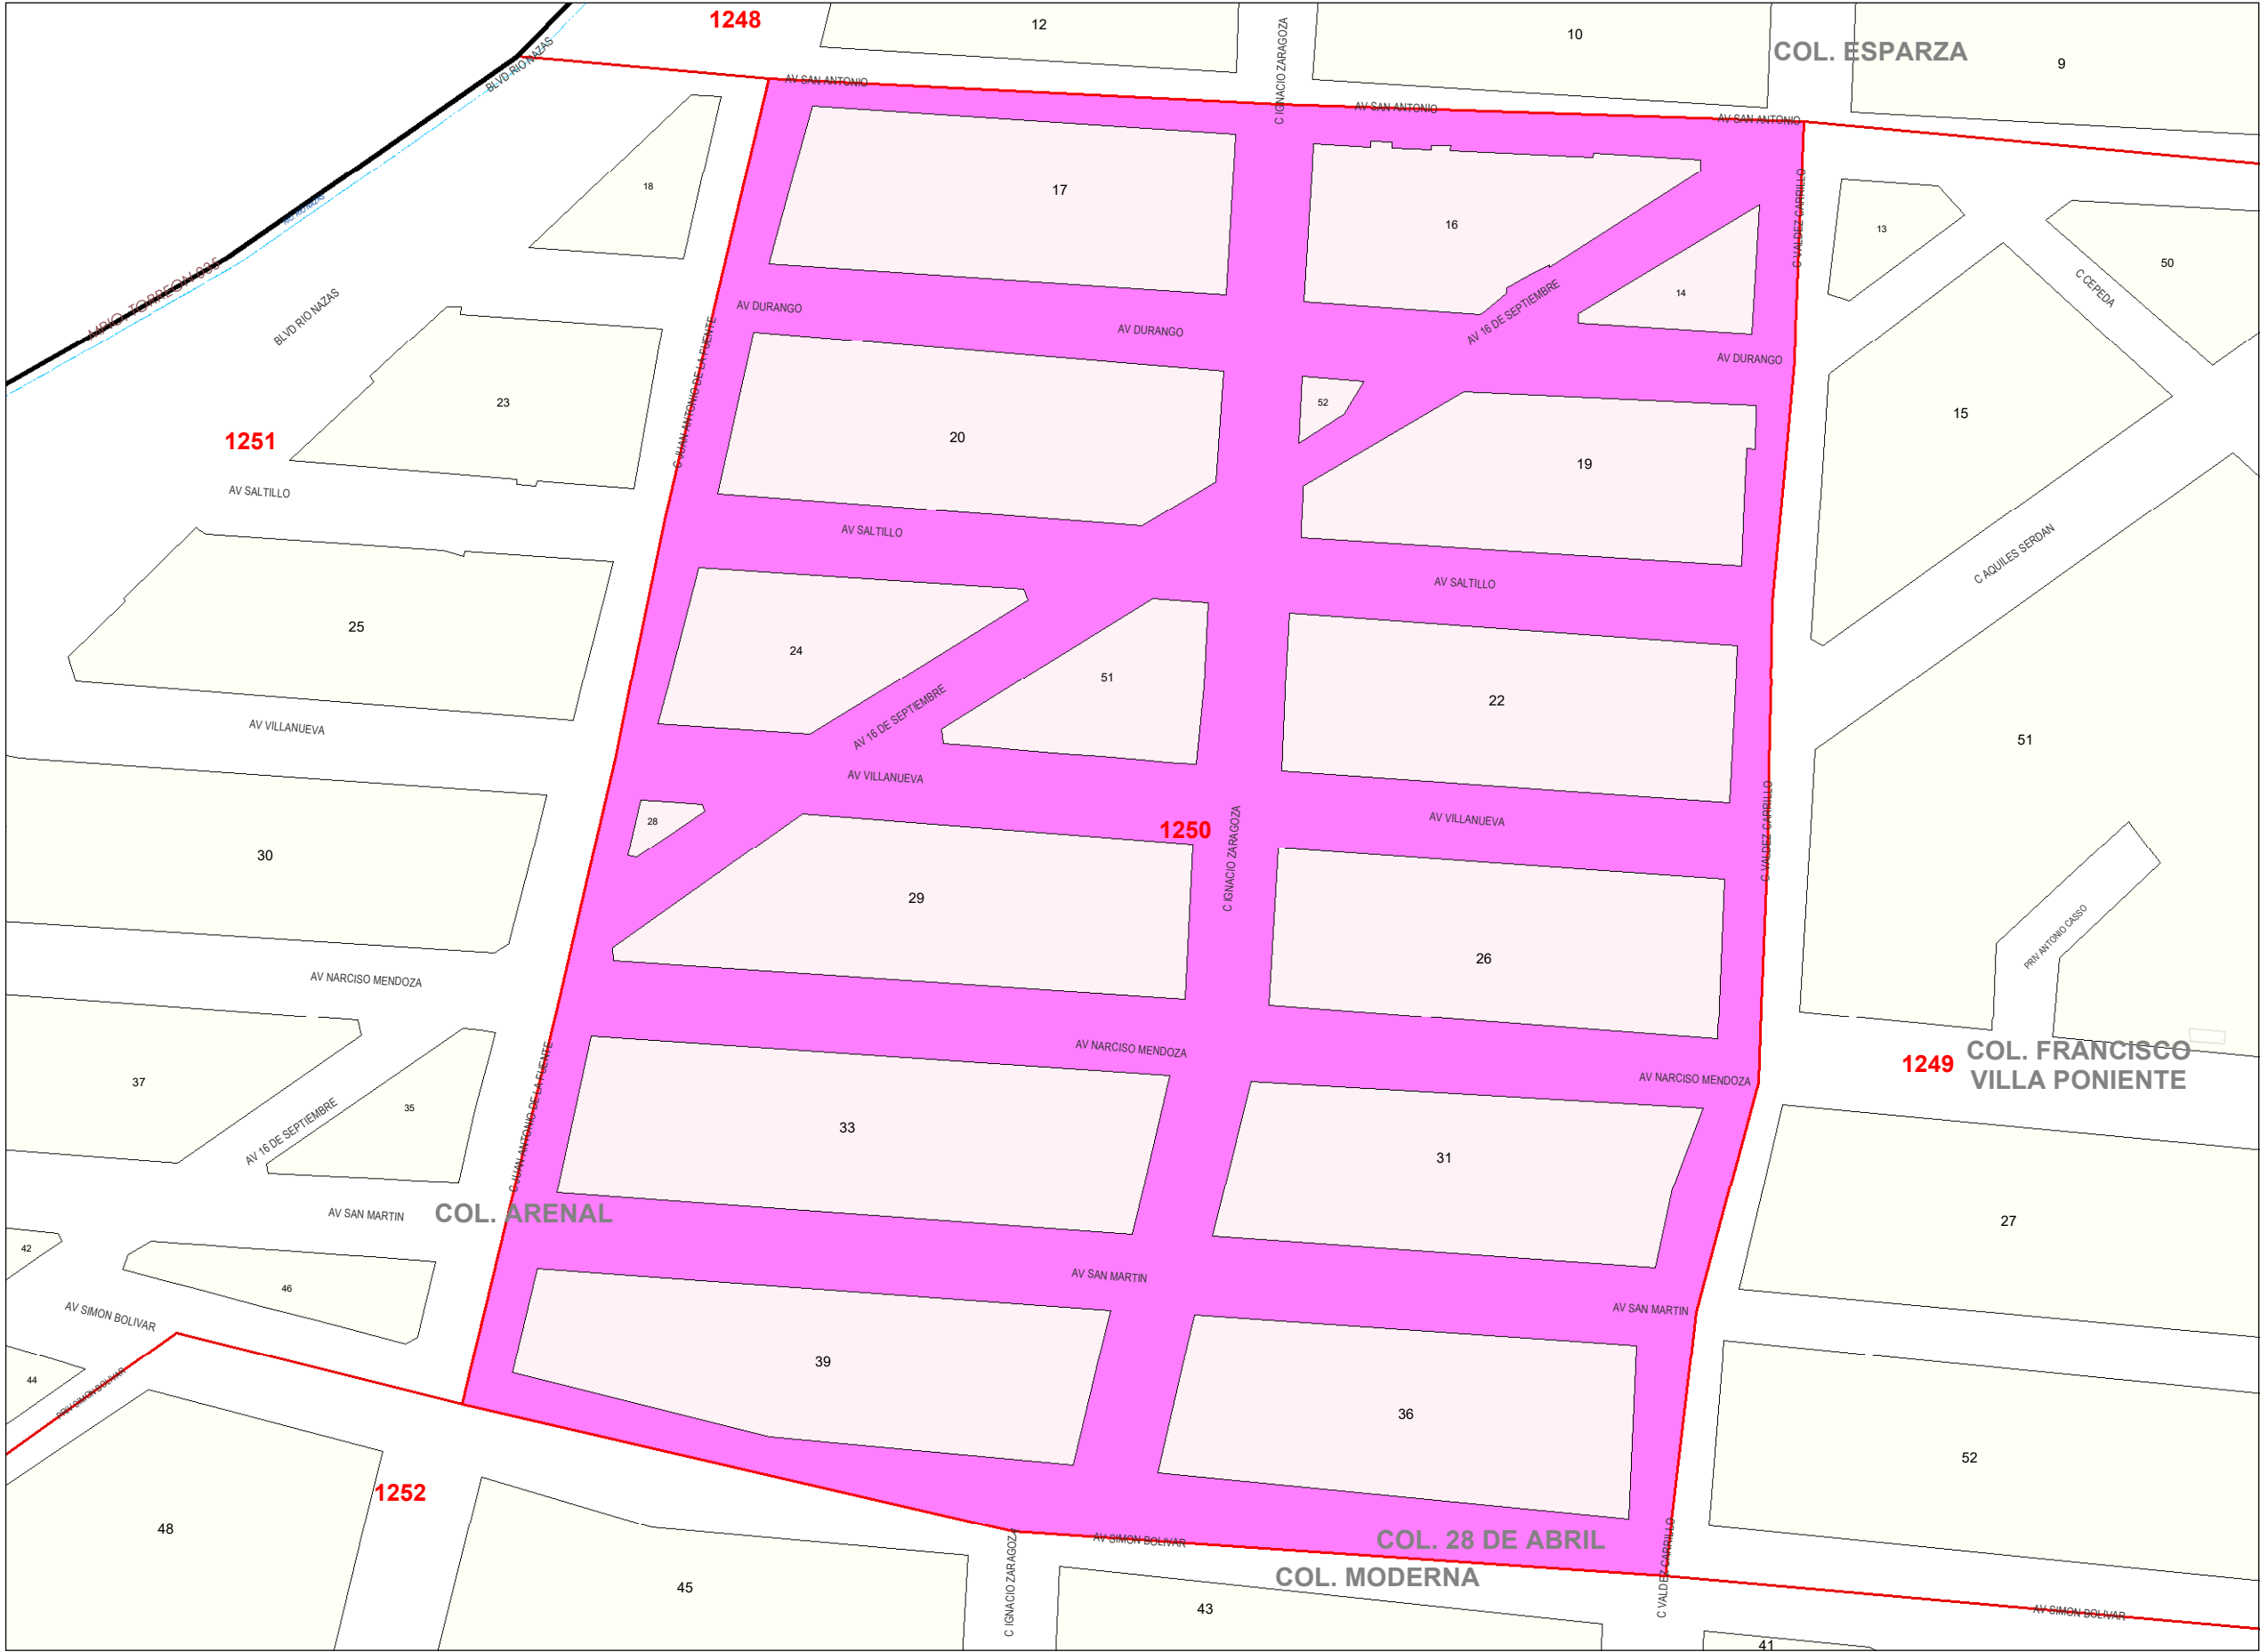 1248
12
10
COL. ESPARZA
9
BLVD RIO NAZAS
AV SAN ANTONIO
C IGNACIO ZARAGOZA
AV SAN ANTONIO
AV SAN ANTONIO
18
17
16
C VALDEZ CARRILLO
13
50
C CEPEDA
14
MPIO. TORREON 035
BLVD RIO NAZAS
AV DURANGO
AV DURANGO
AV 16 DE SEPTIEMBRE
AV DURANGO
C JUAN ANTONIO DE LA FUENTE
23
52
15
1251
20
19
AV SALTILLO
AV SALTILLO
AV SALTILLO
C AQUILES SERDAN
25
24
51
22
AV 16 DE SEPTIEMBRE
AV VILLANUEVA
51
AV VILLANUEVA
28
1250
AV VILLANUEVA
C VALDEZ CARRILLO
30
29
C IGNACIO ZARAGOZA
26
PRIV ANTONIO CASSO
AV NARCISO MENDOZA
AV NARCISO MENDOZA
AV NARCISO MENDOZA
1249
COL. FRANCISCO
VILLA PONIENTE
37
35
AV 16 DE SEPTIEMBRE
C JUAN ANTONIO DE LA FUENTE
33
31
AV SAN MARTIN
COL. ARENAL
27
42
46
AV SAN MARTIN
AV SAN MARTIN
AV SIMON BOLIVAR
44
PRIV SIMON BOLIVAR
39
36
52
1252
48
C IGNACIO ZARAGOZA
AV SIMON BOLIVAR
COL. 28 DE ABRIL
COL. MODERNA
C VALDEZ CARRILLO
45
43
AV SIMON BOLIVAR
41